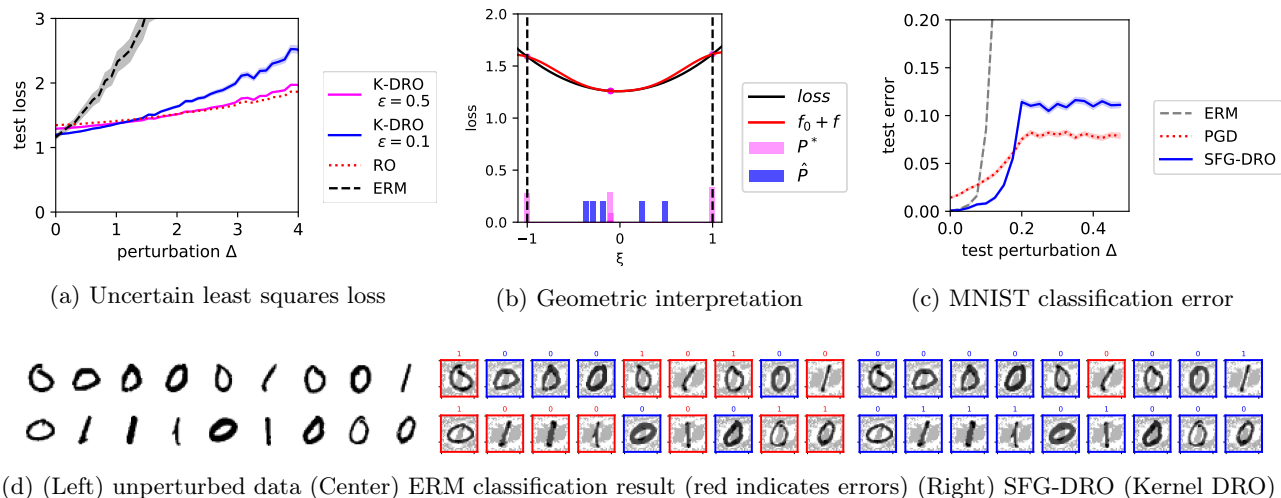 3
2
1
0
0
1
2
3
4
test loss
perturbation Δ
K-DRO
ε = 0.5
K-DRO
ε = 0.1
RO
ERM
(a) Uncertain least squares loss
2.0
1.5
1.0
0.5
0.0
−1
0
1
loss
ξ
loss
f₀ + f
P*
P̂
(b) Geometric interpretation
0.20
0.15
0.10
0.05
0.00
0.0
0.2
0.4
test error
test perturbation Δ
ERM
PGD
SFG-DRO
(c) MNIST classification error
1 0 0 0 1 0 1 0 0 0 0 0 0 0 0 0 0 1
1 0 0 0 0 0 0 1 1 0 1 1 1 0 1 0 0 0
(d) (Left) unperturbed data (Center) ERM classification result (red indicates errors) (Right) SFG-DRO (Kernel DRO)